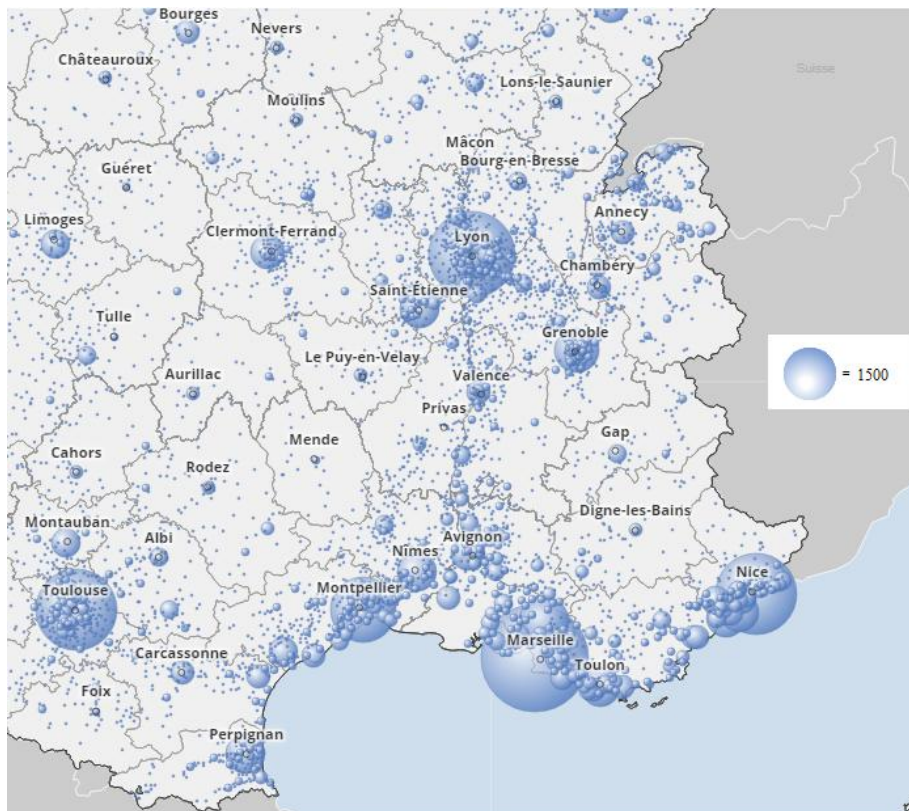 Bourges
Nevers
Châteauroux
Lons-le-Saunier
Suisse
Moulins
Mâcon
Bourg-en-Bresse
Guéret
Limoges
Clermont-Ferrand
Lyon
Annecy
Chambéry
Saint-Étienne
Tulle
Grenoble
Le Puy-en-Velay
Aurillac
Valence
= 1500
Privas
Mende
Gap
Cahors
Rodez
Digne-les-Bains
Montauban
Albi
Avignon
Nîmes
Nice
Toulouse
Montpellier
Marseille
Toulon
Carcassonne
Foix
Perpignan